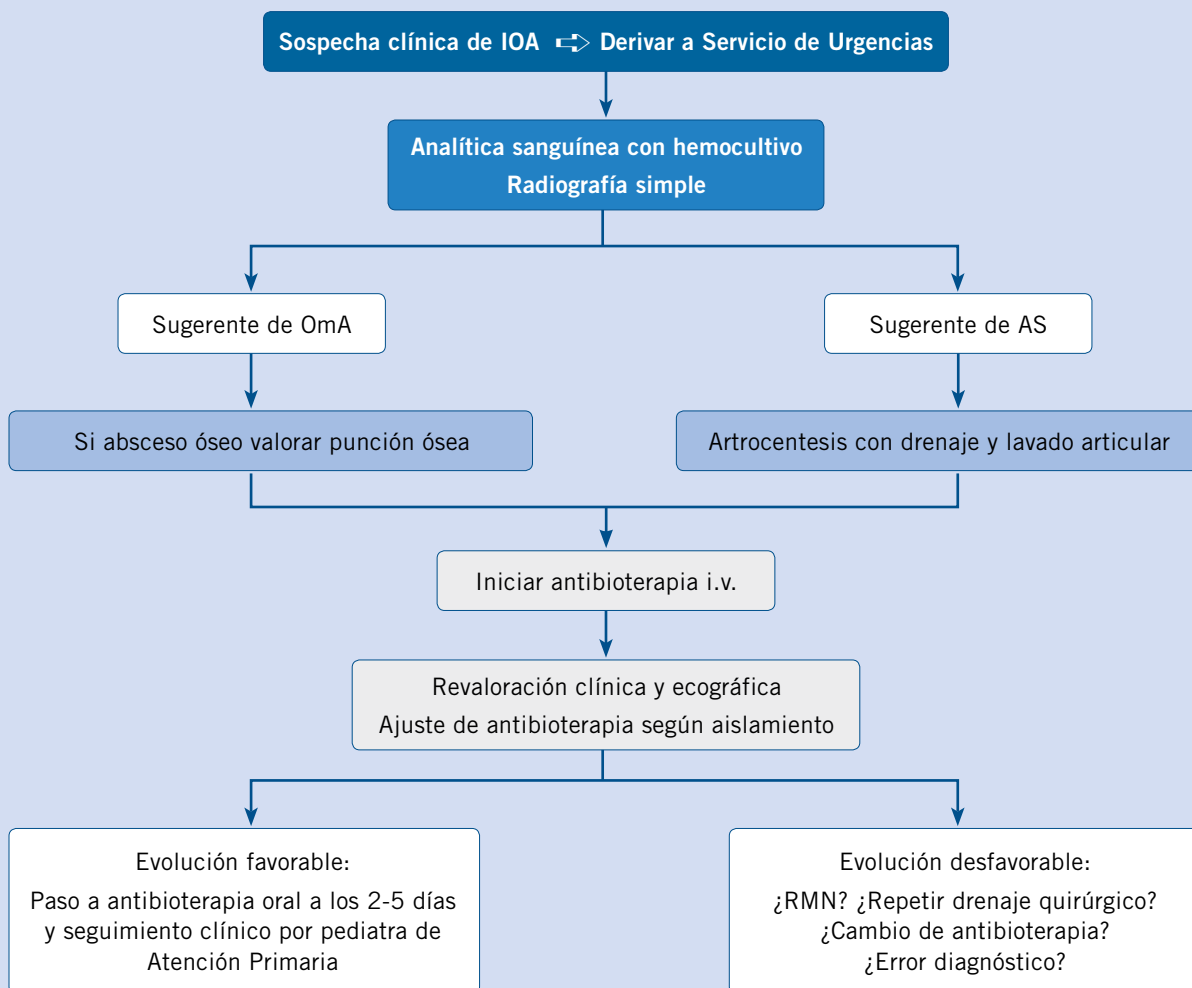 Sospecha clínica de IOA ➪ Derivar a Servicio de Urgencias
Analítica sanguínea con hemocultivo
Radiografía simple
Sugerente de OmA
Sugerente de AS
Si absceso óseo valorar punción ósea
Artrocentesis con drenaje y lavado articular
Iniciar antibioterapia i.v.
Revaloración clínica y ecográfica
Ajuste de antibioterapia según aislamiento
Evolución favorable:
Paso a antibioterapia oral a los 2-5 días
y seguimiento clínico por pediatra de
Atención Primaria
Evolución desfavorable:
¿RMN? ¿Repetir drenaje quirúrgico?
¿Cambio de antibioterapia?
¿Error diagnóstico?